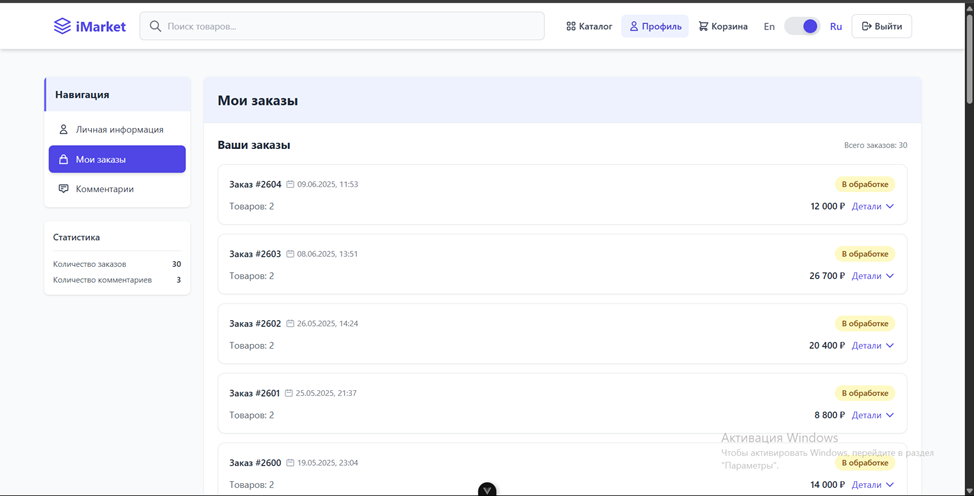 iMarket
Поиск товаров...
Каталог
Профиль
Корзина
En
Ru
Выйти
Навигация
Личная информация
Мои заказы
Комментарии
Статистика
Количество заказов 30
Количество комментариев 3
Мои заказы
Ваши заказы
Всего заказов: 30
Заказ #2604 09.06.2025, 11:53
В обработке
Товаров: 2
12 000 ₽ Детали
Заказ #2603 08.06.2025, 13:51
В обработке
Товаров: 2
26 700 ₽ Детали
Заказ #2602 26.05.2025, 14:24
В обработке
Товаров: 2
20 400 ₽ Детали
Заказ #2601 25.05.2025, 21:37
В обработке
Товаров: 2
8 800 ₽ Детали
Заказ #2600 19.05.2025, 23:04
В обработке
Товаров: 2
14 000 ₽ Детали
Активация Windows
Чтобы активировать Windows, перейдите в раздел
"Параметры".